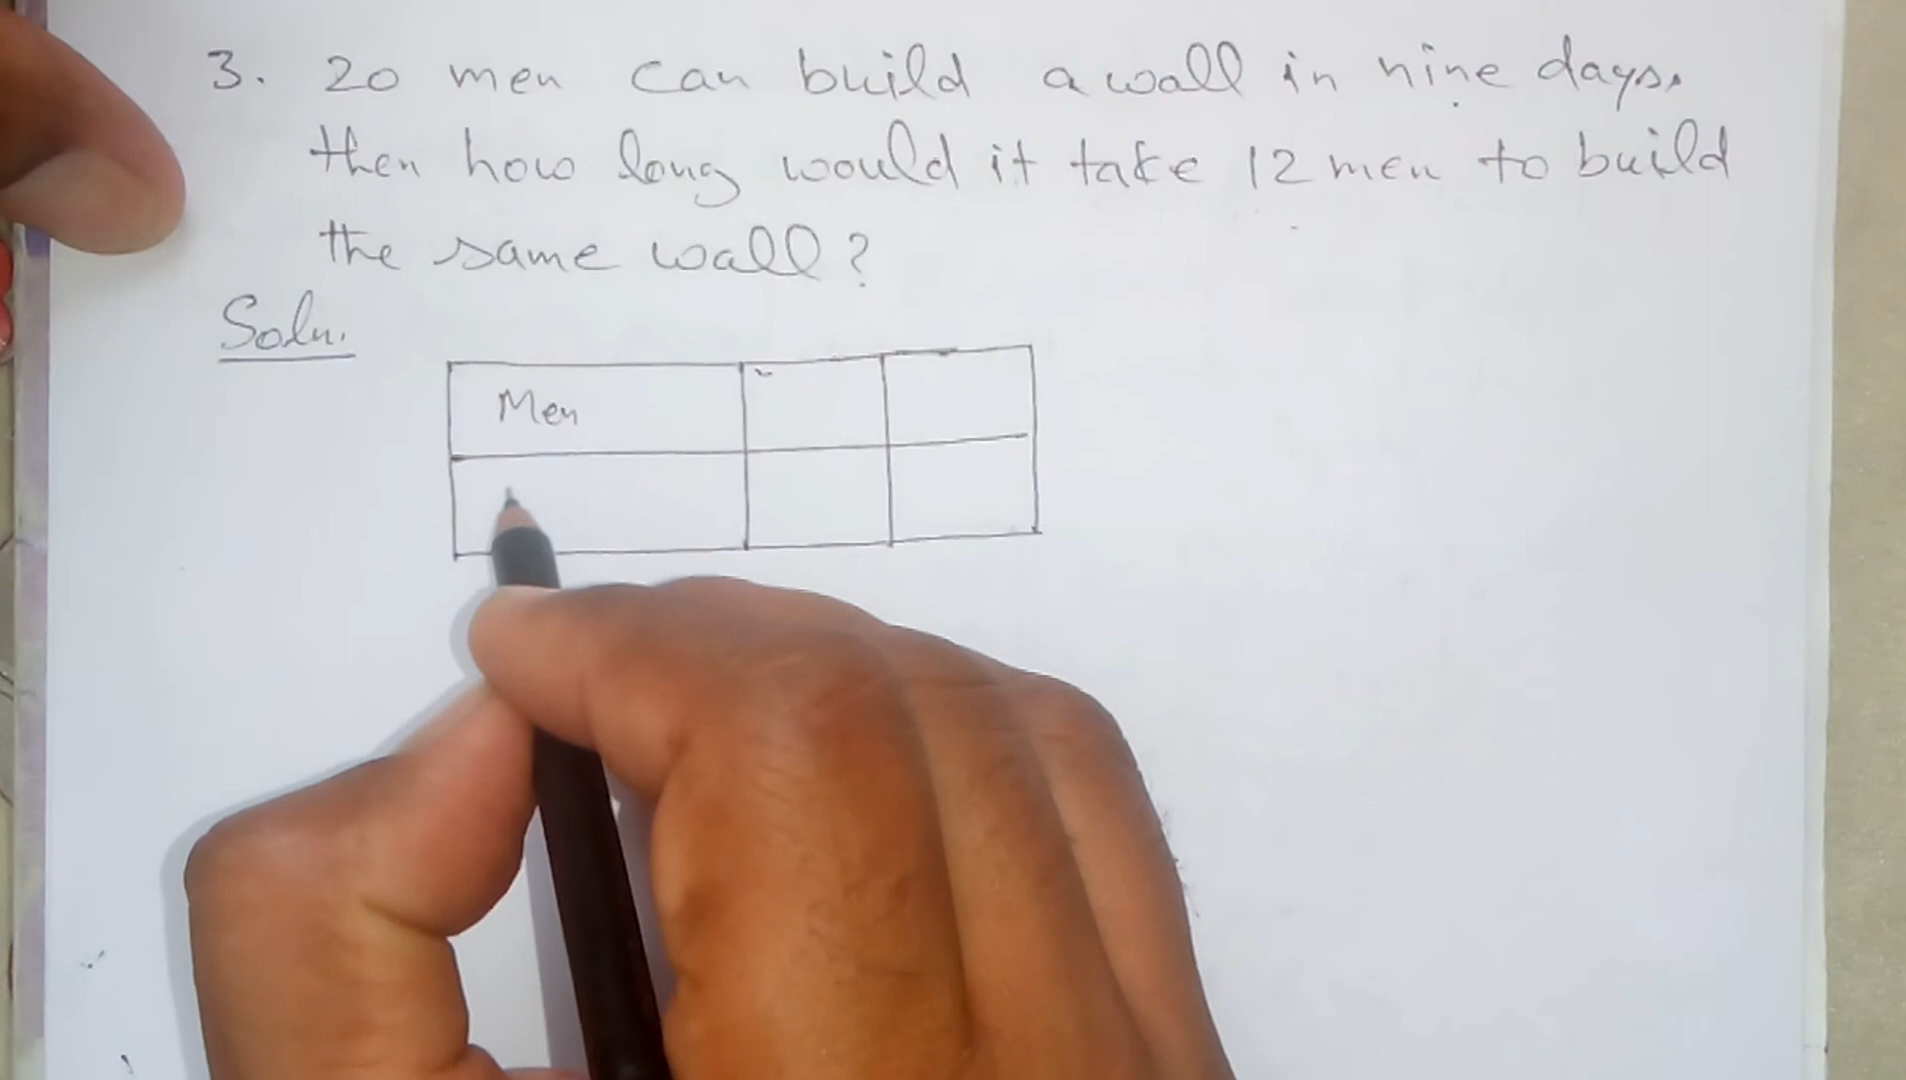 3. 20 men can build a wall in nine days.
then how long would it take 12 men to build
the same wall?
Soln.
Men